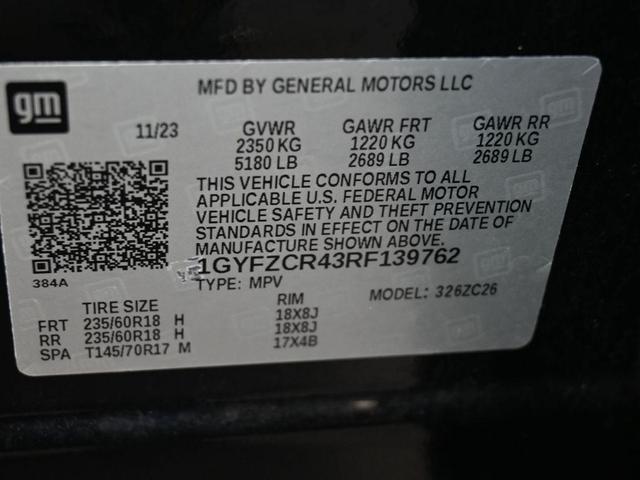 gm
MFD BY GENERAL MOTORS LLC
11/23 GVWR GAWR FRT GAWR RR
2350 KG 1220 KG 1220 KG
5180 LB 2689 LB 2689 LB
THIS VEHICLE CONFORMS TO ALL
APPLICABLE U.S. FEDERAL MOTOR
VEHICLE SAFETY AND THEFT PREVENTION
STANDARDS IN EFFECT ON THE DATE OF
MANUFACTURE SHOWN ABOVE.
384A
1GYFZCR43RF139762
TYPE: MPV MODEL: 326ZC26
TIRE SIZE RIM
FRT 235/60R18 H 18X8J
RR 235/60R18 H 18X8J
SPA T145/70R17 M 17X4B